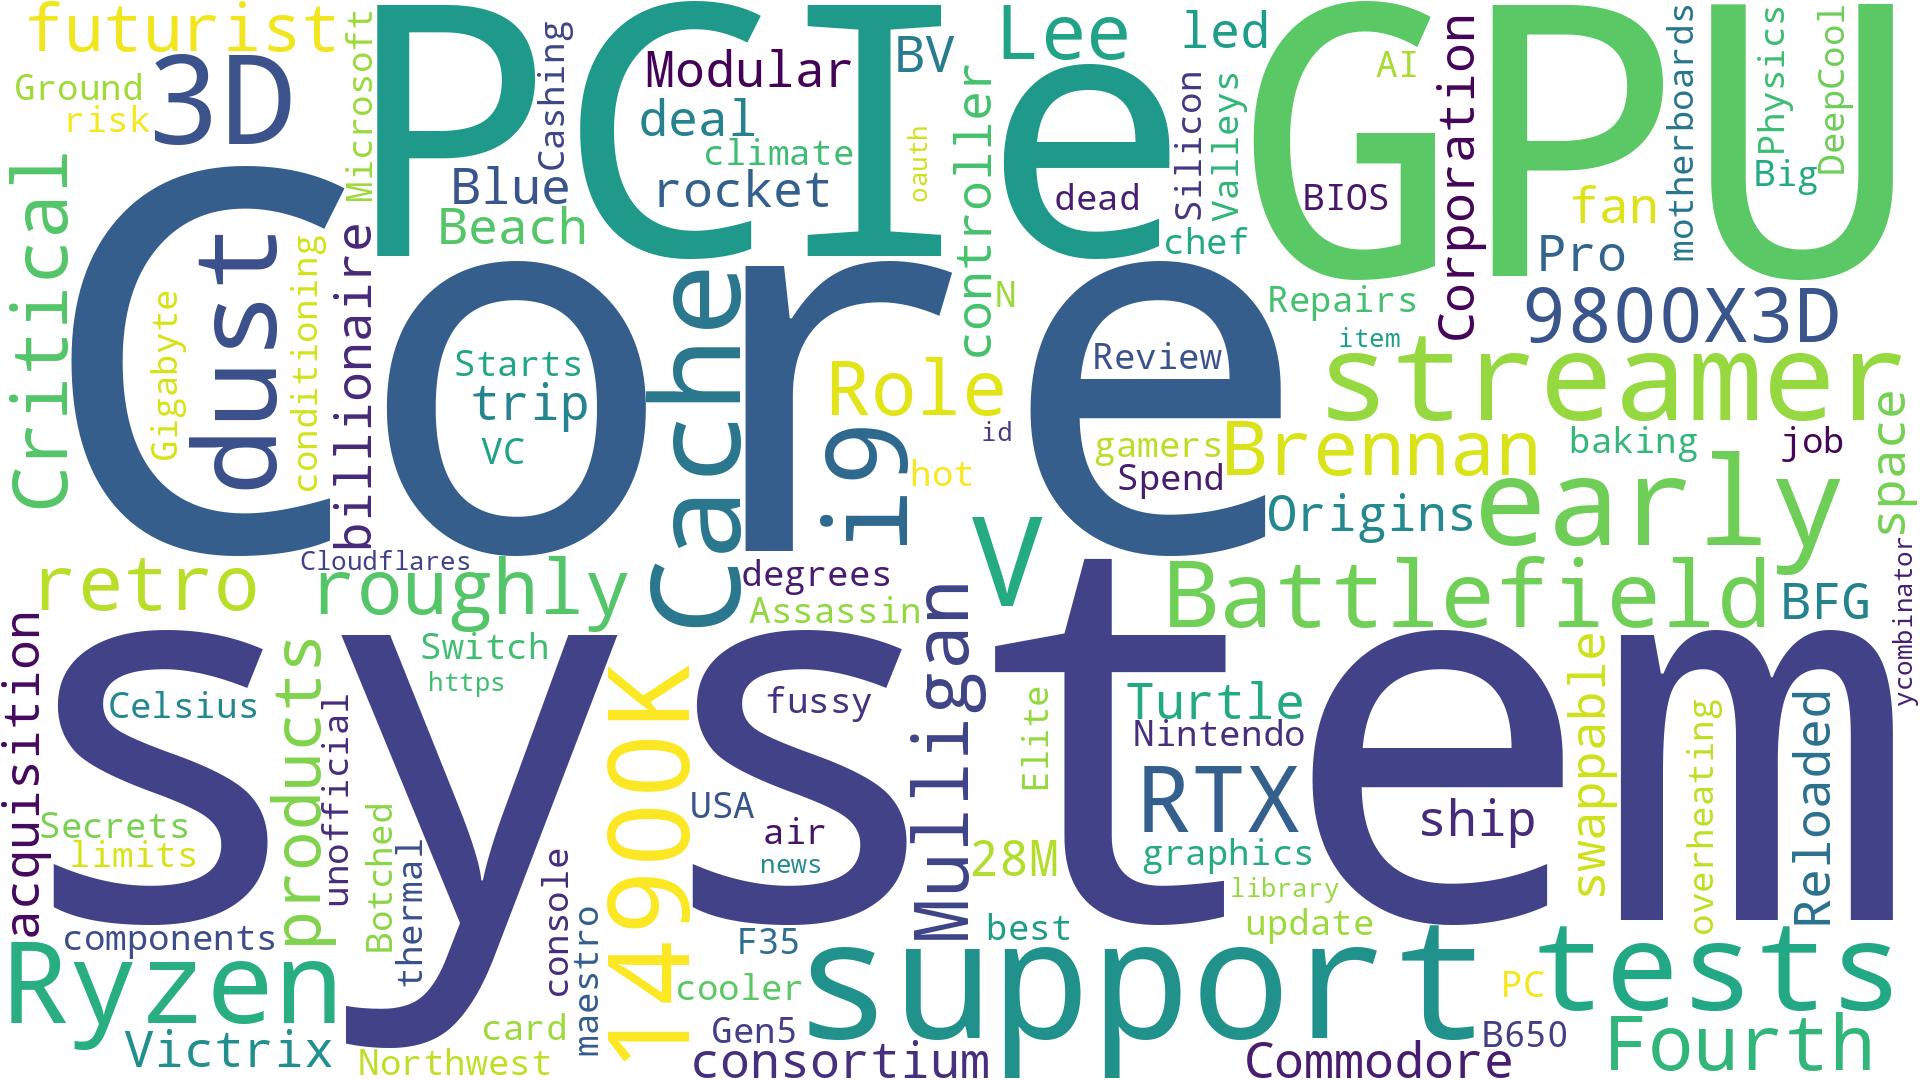 futurist
PCIe
GPU
Lee
led
3D
Ground
risk
Microsoft
Cashing
Modular
BV
deal
climate
Blue
rocket
Beach
oauth
controller
dead
Silicon
Valleys
chef
AI
BIOS
Corporation
fan
Pro
motherboards
PPhysics
Big
DeepCool
Critical
Core
dust
Gigabyte
conditioning
billionaire
Starts
trip
VC
Cache
Role
i9
hot
N
id
Review
gamers
Spend
Repairs
item
9800X3D
streamer
Brennan
baking
job
space
Origins
early
Cloudflares
retro
roughly
degrees
Assassin
V
Battlefield
BFG
ycombinator
acquisition
system
Celsius
products
unofficial
Switch
https
14900K
fussy
Mulligan
Elite
Turtle
Nintendo
RTX
ship
swappable
overheating
Reloaded
Secrets
limits
Botched
thermal
console
maestro
USA
air
news
28M
graphics
library
update
components
Ryzen
Victrix
card
Northwest
F35
cooler
Gen5
best
support
consortium
Commodore
PC
B650
tests
Fourth